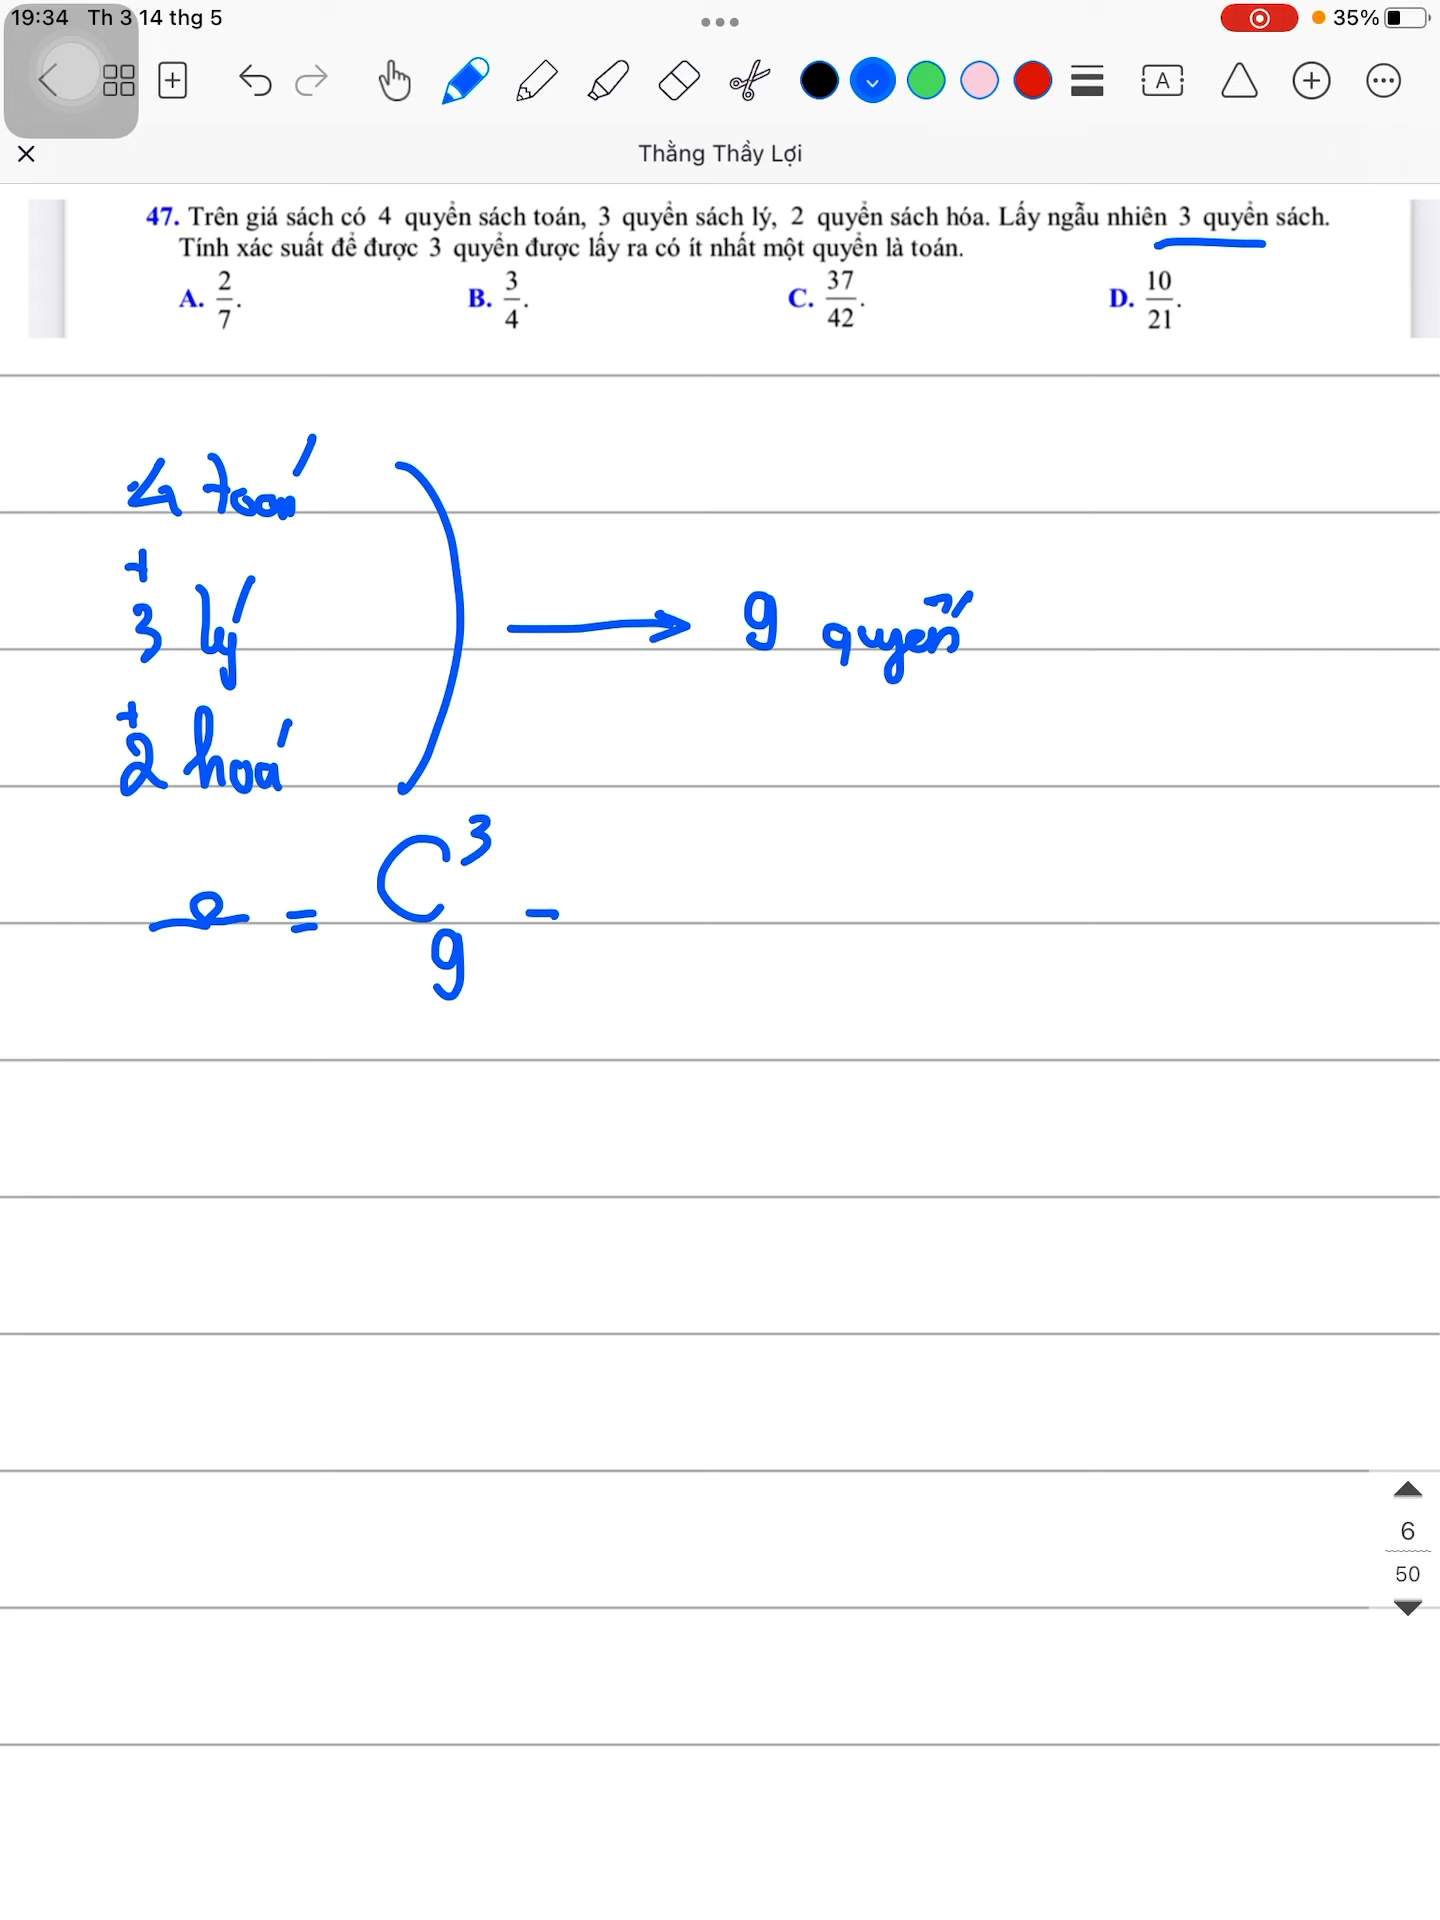 19:34 Th 3 14 thg 5
35%
A
Thằng Thầy Lợi
47. Trên giá sách có 4 quyển sách toán, 3 quyển sách lý, 2 quyển sách hóa. Lấy ngẫu nhiên 3 quyển sách.
Tính xác suất để được 3 quyển được lấy ra có ít nhất một quyển là toán.
A. 2/7. B. 3/4. C. 37/42. D. 10/21.
4 toán
+
3 lý
9 quyển
+
2 hoá
Ω = C³₉ -
6
50